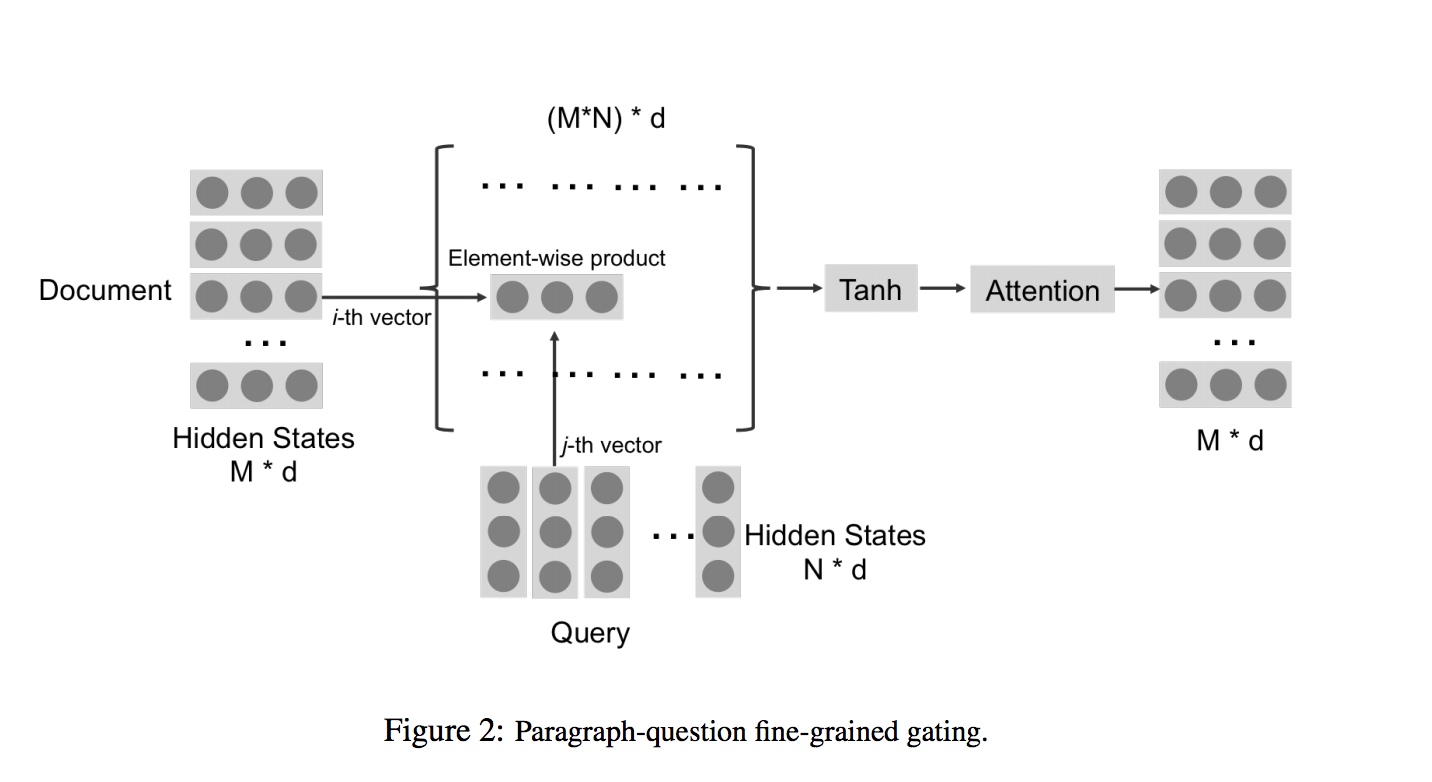 (M*N) * d
Document
i-th vector
Element-wise product
Tanh
Attention
Hidden States
M * d
j-th vector
M * d
Hidden States
N * d
Query
Figure 2: Paragraph-question fine-grained gating.